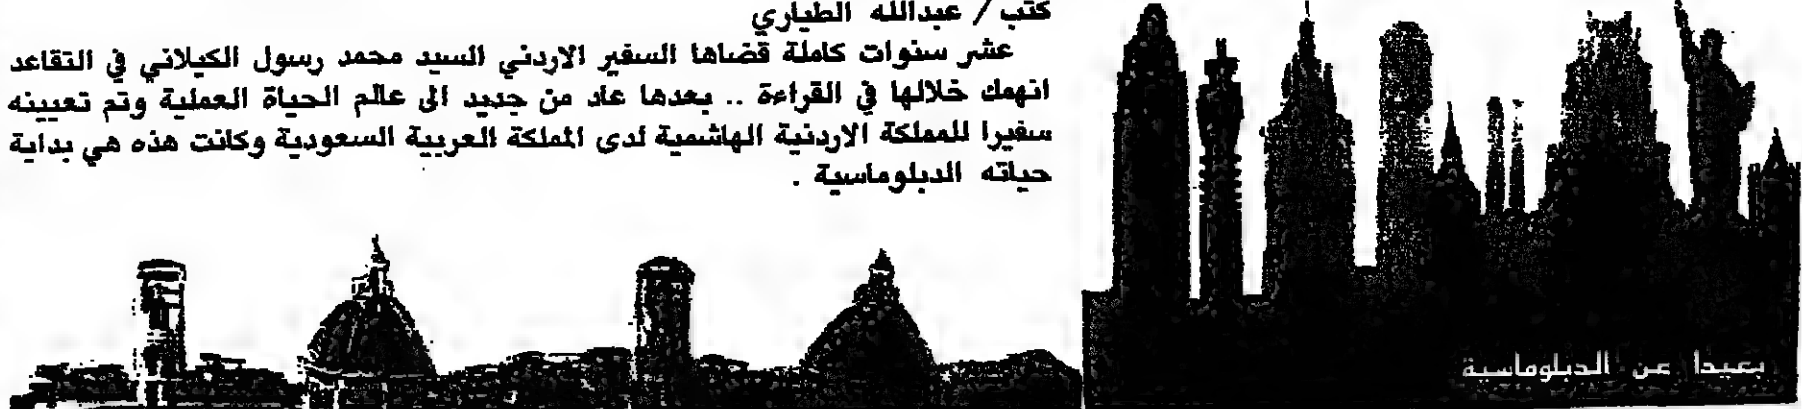 كتب / عبدالله الطياري
عشر سنوات كاملة قضاها السفير الاردني السيد محمد رسول الكيلاني في التقاعد
انهمك خلالها في القراءة .. بعدها عاد من جديد الى عالم الحياة العملية وتم تعيينه
سفيرا للمملكة الاردنية الهاشمية لدى المملكة العربية السعودية وكانت هذه هي بداية
حياته الدبلوماسية .
بعيدا عن الدبلوماسية